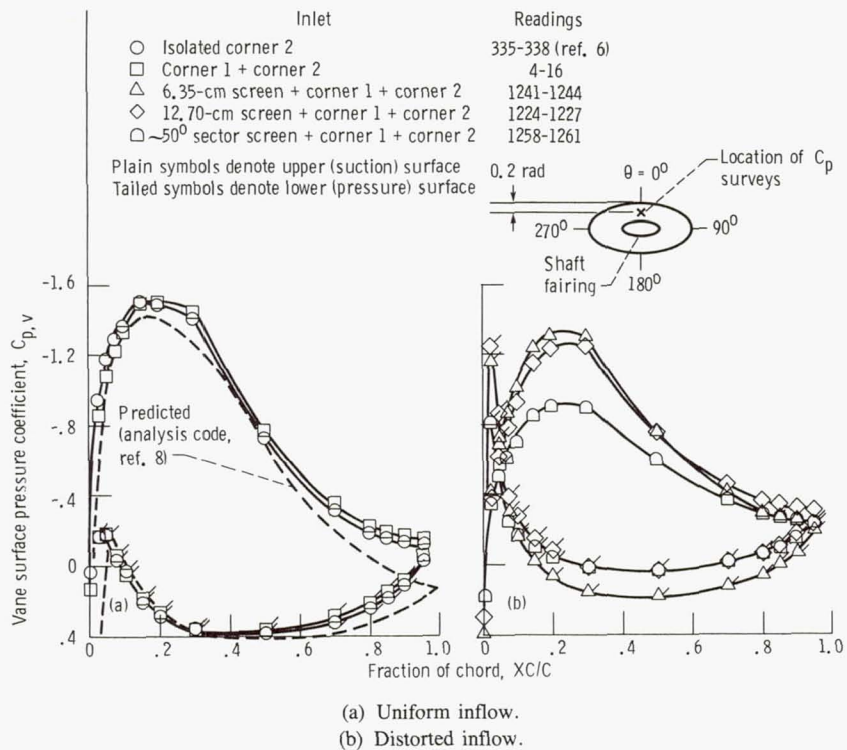 Inlet Readings
Isolated corner 2 335-338 (ref. 6)
Corner 1 + corner 2 4-16
6.35-cm screen + corner 1 + corner 2 1241-1244
12.70-cm screen + corner 1 + corner 2 1224-1227
~50⁰ sector screen + corner 1 + corner 2 1258-1261
Plain symbols denote upper (suction) surface
Tailed symbols denote lower (pressure) surface
0.2 rad
θ = 0⁰
Location of Cp
surveys
270⁰
90⁰
Shaft
fairing
180⁰
-1.6
-1.2
-.8
-.4
0
.4
Vane surface pressure coefficient, Cp,v
Predicted
(analysis code,
ref. 8)
(a)
(b)
0 .2 .4 .6 .8 1.0
0 .2 .4 .6 .8 1.0
Fraction of chord, XC/C
(a) Uniform inflow.
(b) Distorted inflow.